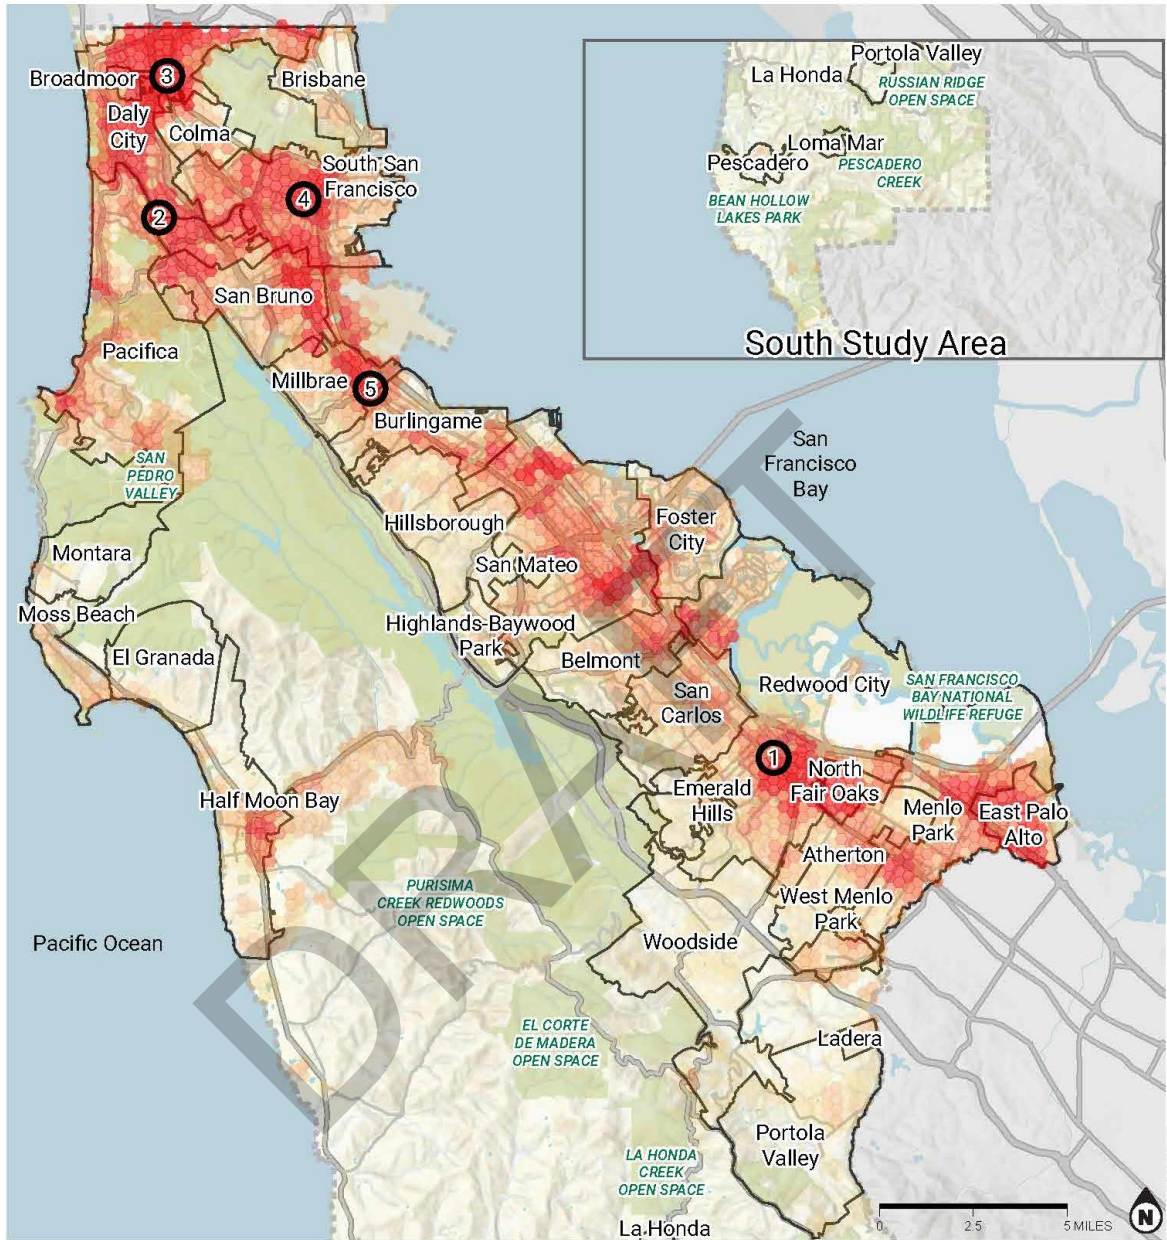 Broadmoor
3
Brisbane
Daly
City
Colma
South San
Francisco
4
2
San Bruno
Pacifica
Millbrae
5
Burlingame
SAN
PEDRO
VALLEY
Hillsborough
Montara
San Mateo
Foster
City
San
Francisco
Bay
Moss Beach
El Granada
Highlands-Baywood
Park
Belmont
San
Carlos
Redwood City
SAN FRANCISCO
BAY NATIONAL
WILDLIFE REFUGE
1
North
Fair Oaks
Emerald
Hills
Menlo
Park
East Palo
Alto
Half Moon Bay
Atherton
West Menlo
Park
PURISIMA
CREEK REDWOODS
OPEN SPACE
Pacific Ocean
Woodside
EL CORTE
DE MADERA
OPEN SPACE
Ladera
Portola
Valley
LA HONDA
CREEK
OPEN SPACE
La Honda
Portola Valley
La Honda
RUSSIAN RIDGE
OPEN SPACE
Loma Mar
Pescadero
PESCADERO
CREEK
BEAN HOLLOW
LAKES PARK
South Study Area
DRAFT
0 2.5 5 MILES
N